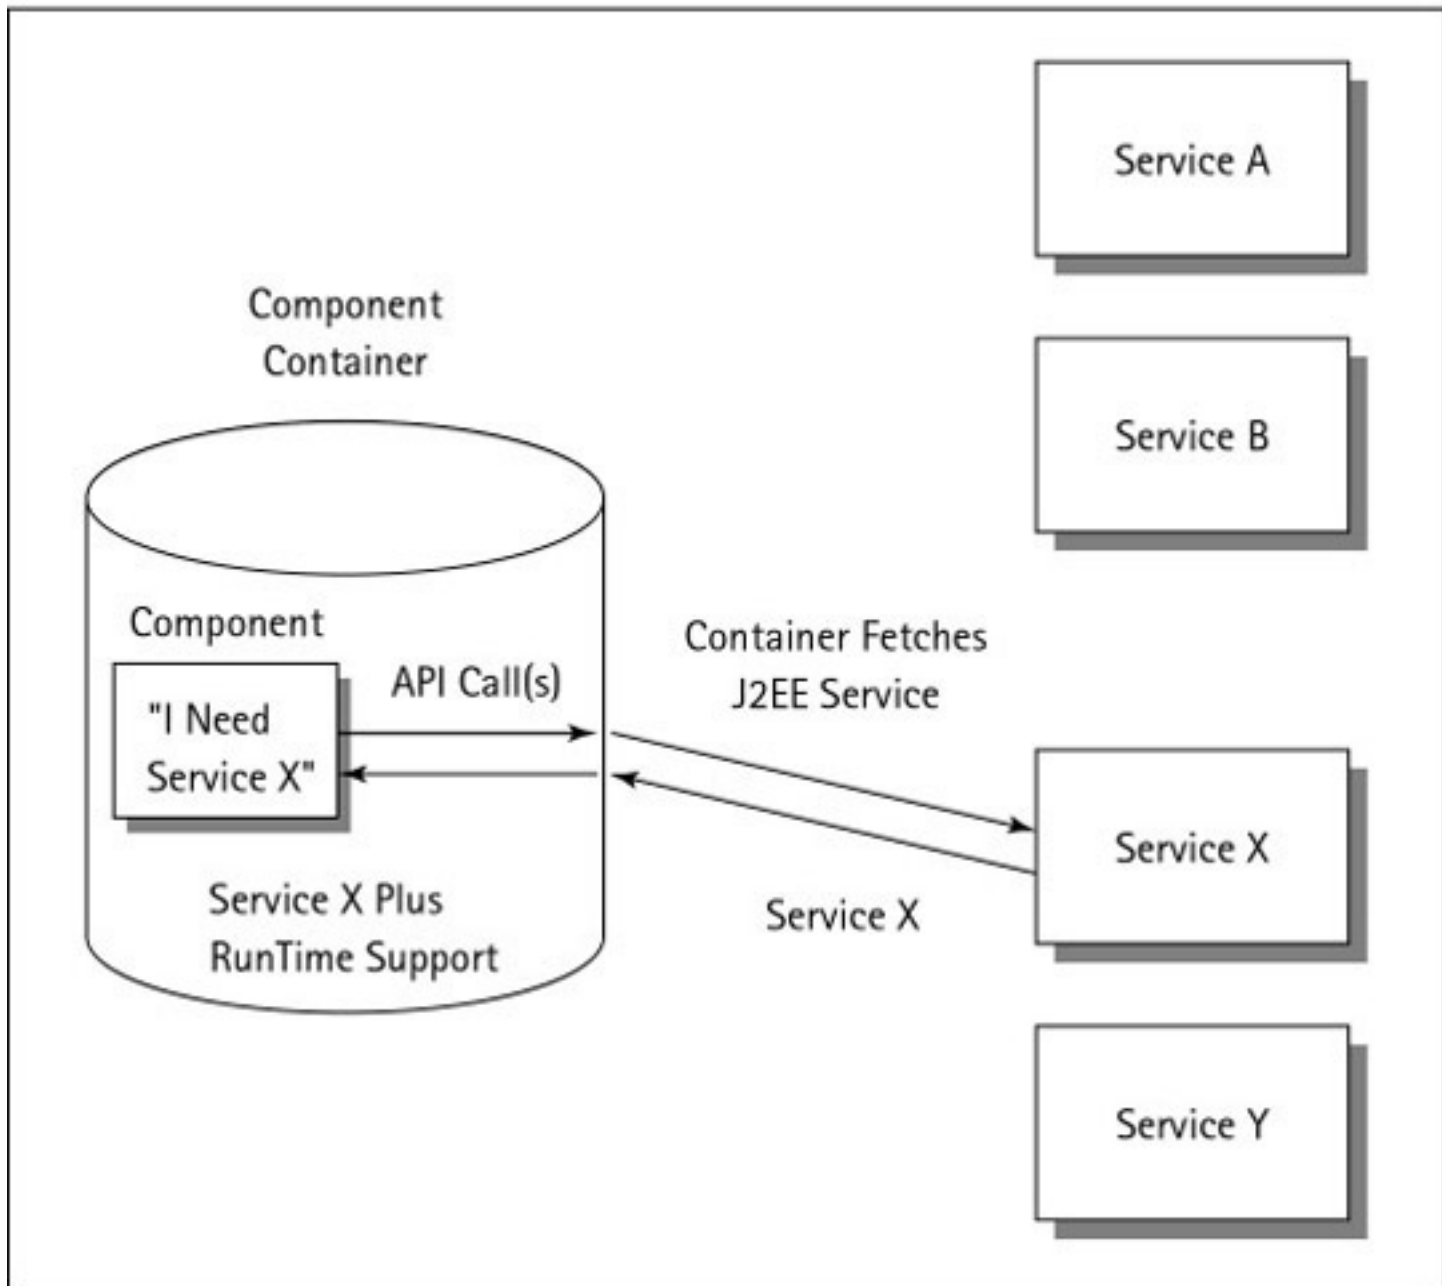 Service A
Component
Container
Service B
Component
"I Need
Service X"
API Call(s)
Container Fetches
J2EE Service
Service X
Service X
Service X Plus
RunTime Support
Service Y